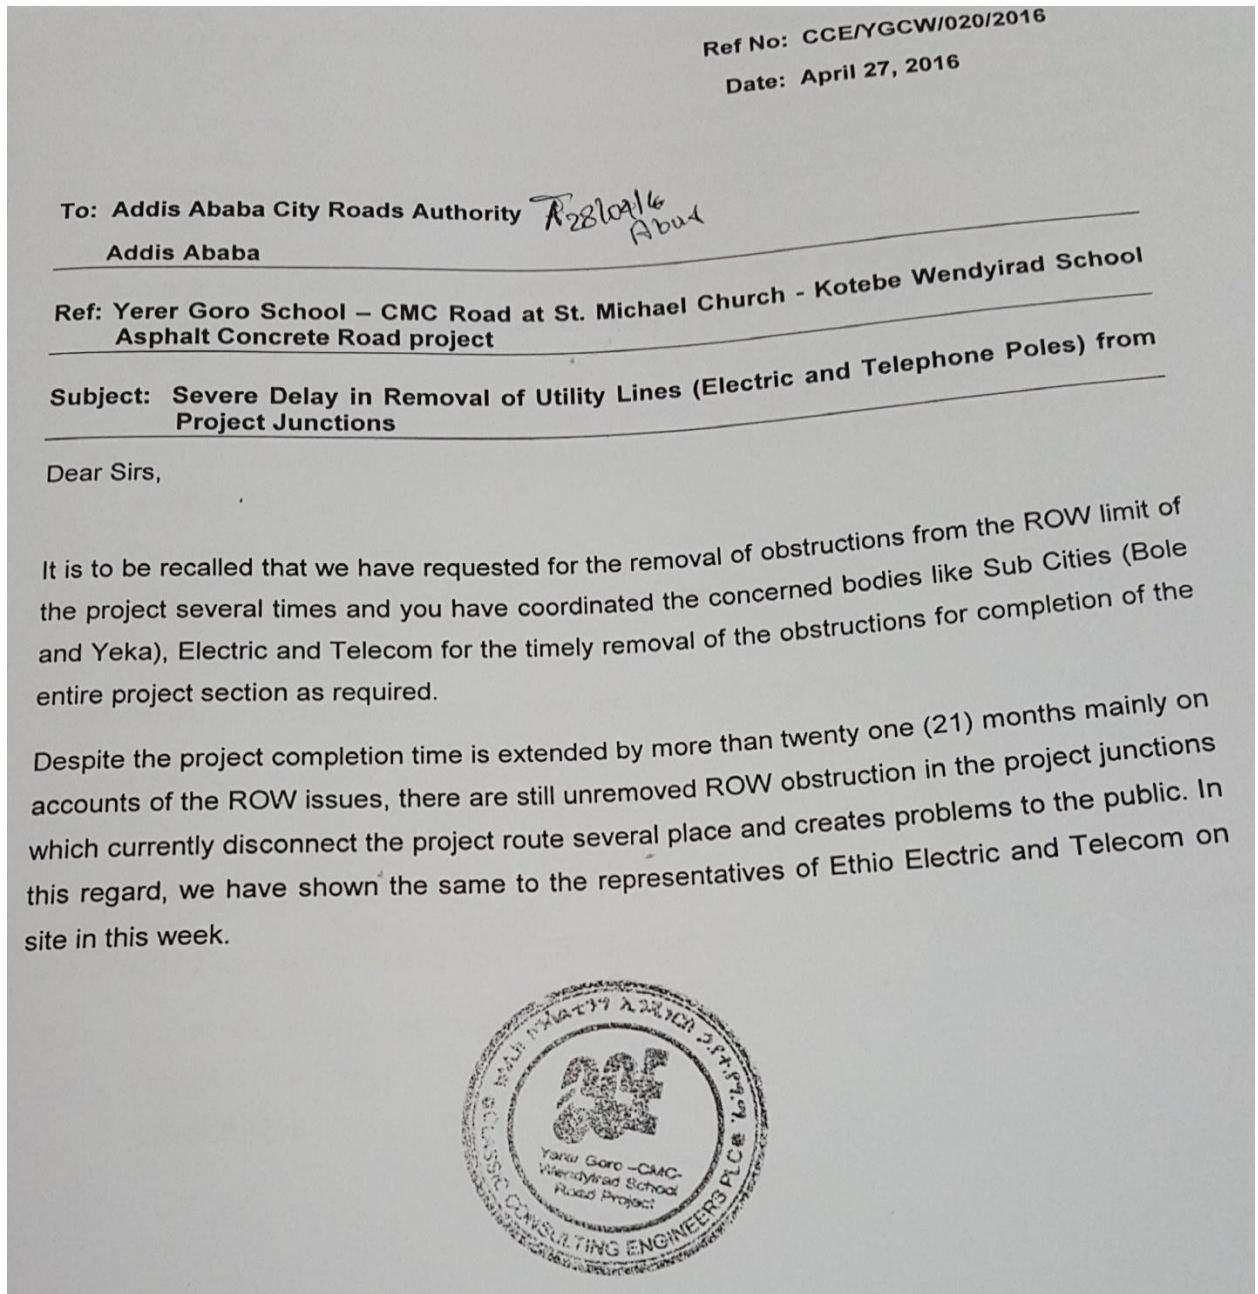 Ref No: CCE/YGCW/020/2016
Date: April 27, 2016
To: Addis Ababa City Roads Authority
28/04/16
Addis Ababa
Ref: Yerer Goro School – CMC Road at St. Michael Church - Kotebe Wendyirad School
Asphalt Concrete Road project
Subject: Severe Delay in Removal of Utility Lines (Electric and Telephone Poles) from
Project Junctions
Dear Sirs,
It is to be recalled that we have requested for the removal of obstructions from the ROW limit of
the project several times and you have coordinated the concerned bodies like Sub Cities (Bole
and Yeka), Electric and Telecom for the timely removal of the obstructions for completion of the
entire project section as required.
Despite the project completion time is extended by more than twenty one (21) months mainly on
accounts of the ROW issues, there are still unremoved ROW obstruction in the project junctions
which currently disconnect the project route several place and creates problems to the public. In
this regard, we have shown the same to the representatives of Ethio Electric and Telecom on
site in this week.
Goro –CMC-
Wendyirad School
Road Project
CLASSIC CONSULTING ENGINEERS PLC